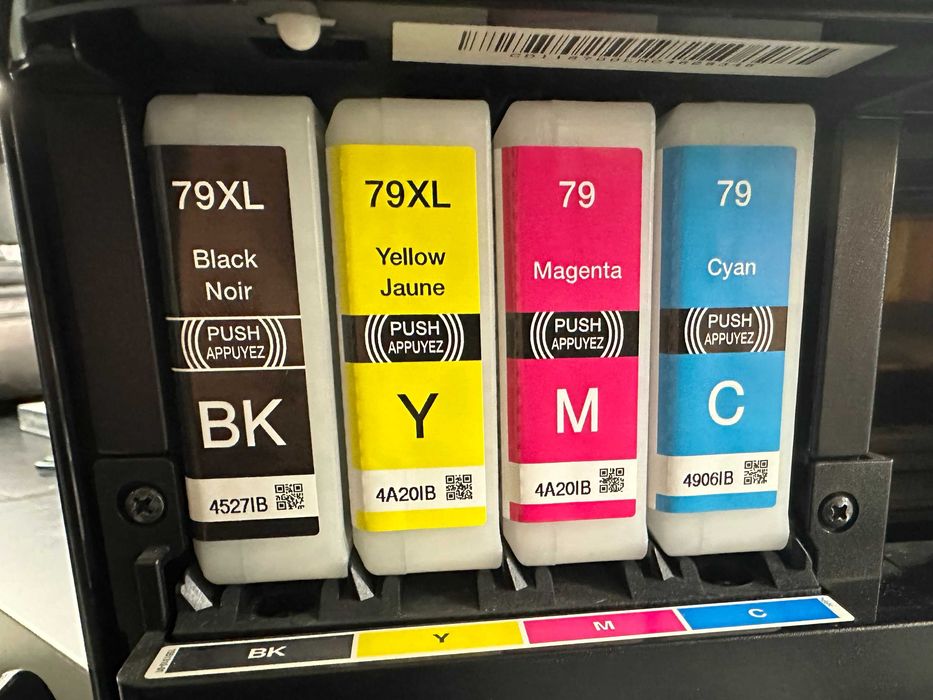 79XL
Black
Noir
PUSH
APPUYEZ
BK
4527IB
79XL
Yellow
Jaune
PUSH
APPUYEZ
Y
4A20IB
79
Magenta
PUSH
APPUYEZ
M
4A20IB
79
Cyan
PUSH
APPUYEZ
C
4906IB
BK
Y
M
C